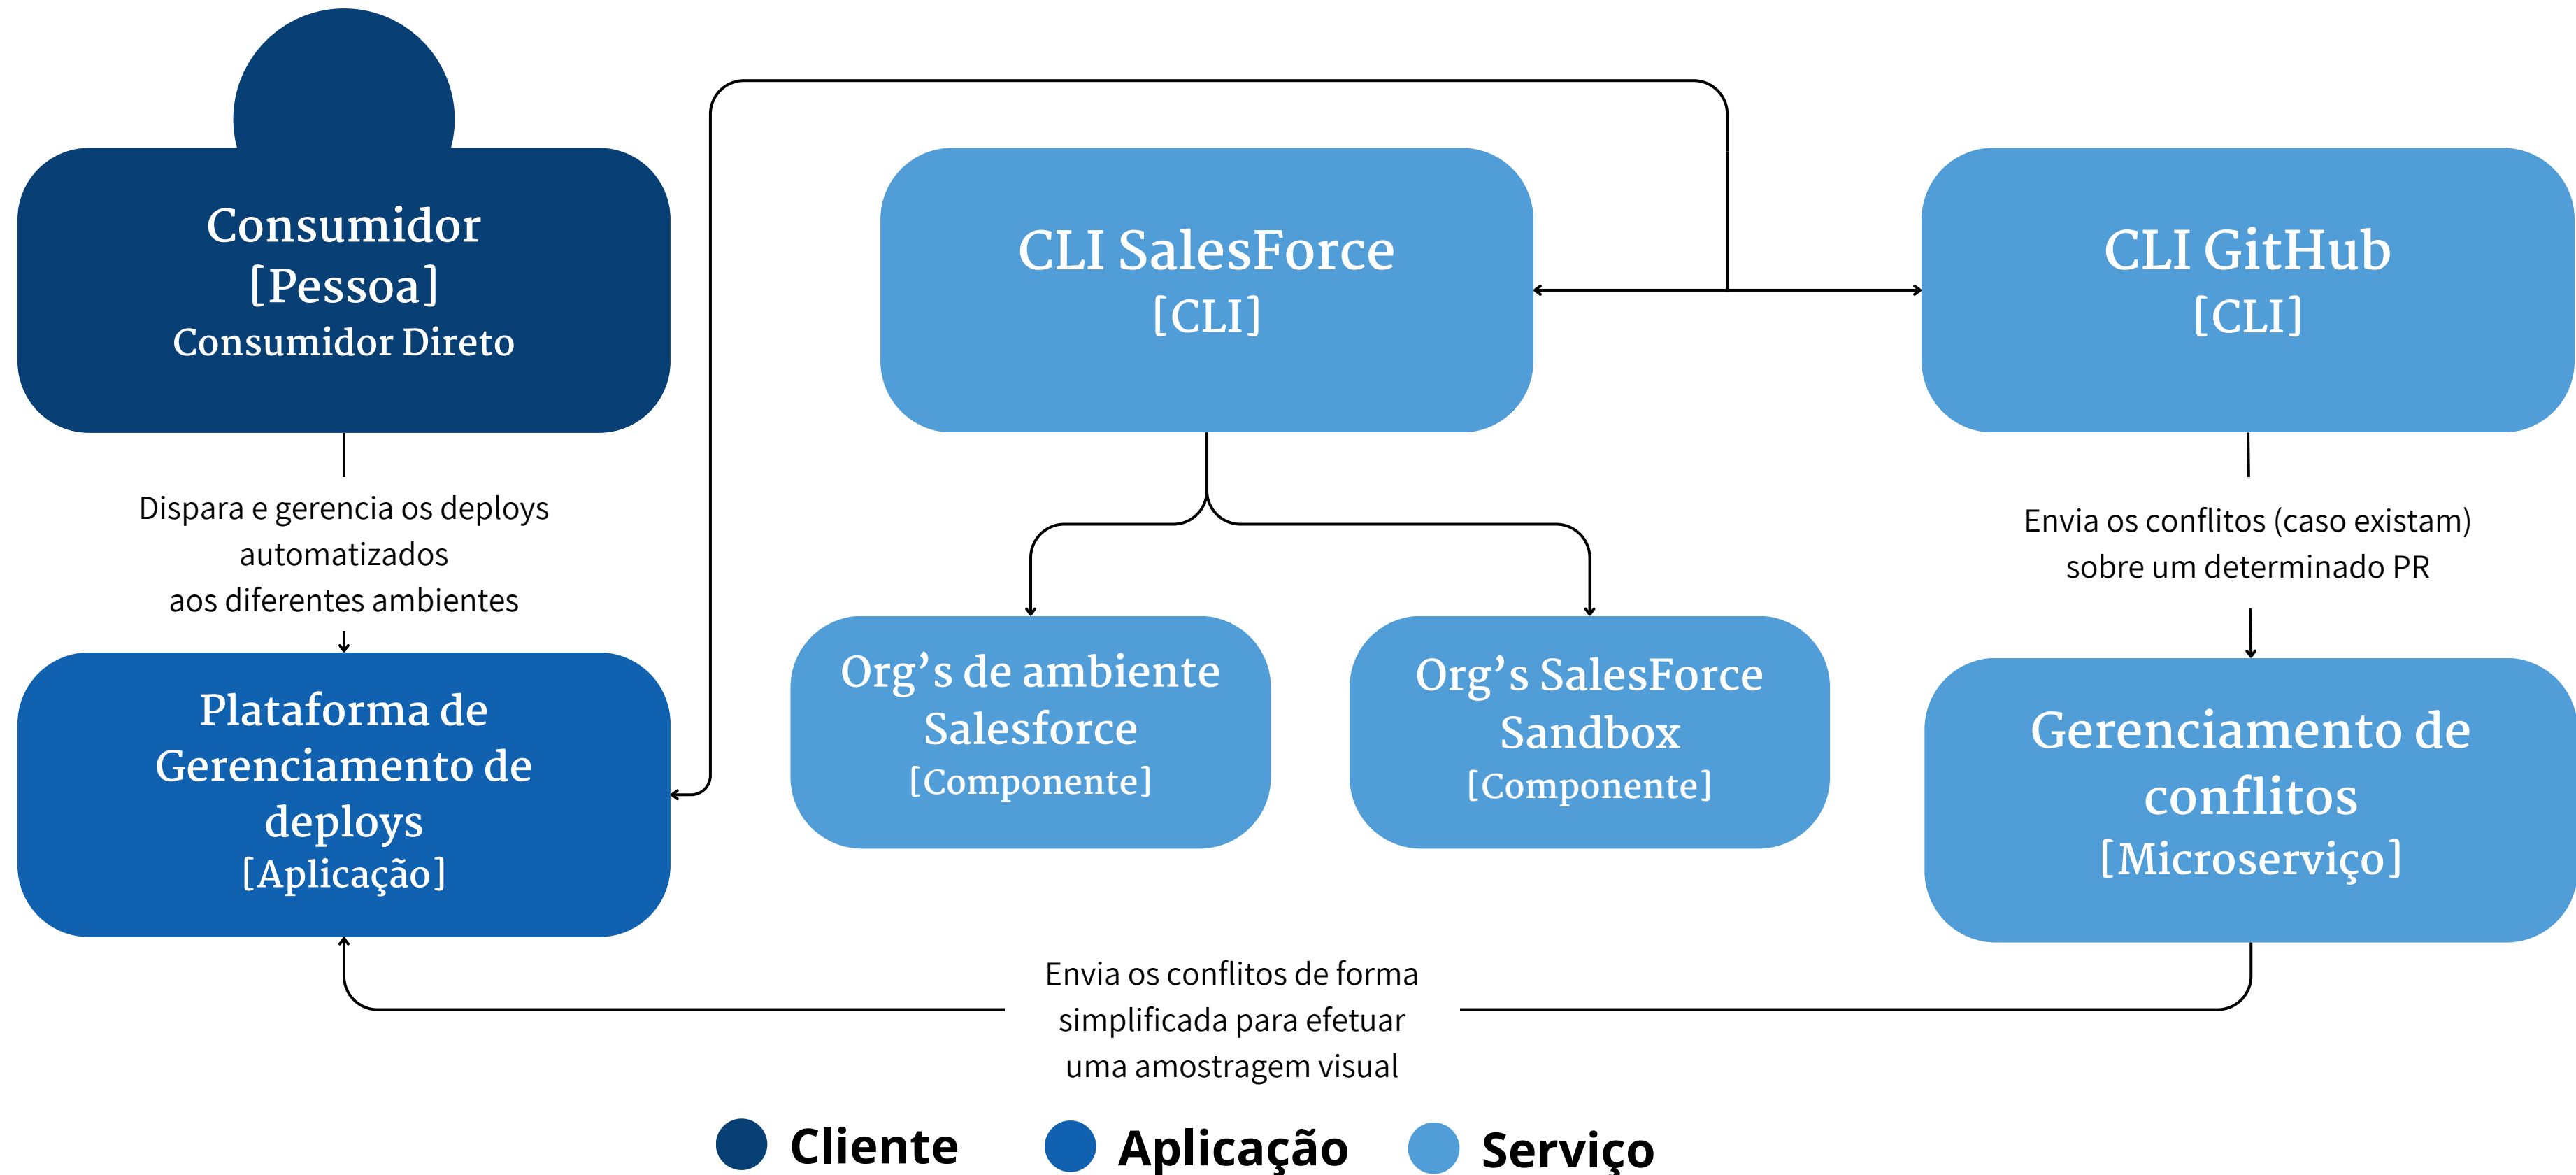 Consumidor
[Pessoa]
Consumidor Direto
CLI SalesForce
[CLI]
CLI GitHub
[CLI]
Dispara e gerencia os deploys
automatizados
aos diferentes ambientes
Envia os conflitos (caso existam)
sobre um determinado PR
Plataforma de
Gerenciamento de
deploys
[Aplicação]
Org’s de ambiente
Salesforce
[Componente]
Org’s SalesForce
Sandbox
[Componente]
Gerenciamento de
conflitos
[Microserviço]
Envia os conflitos de forma
simplificada para efetuar
uma amostragem visual
Cliente
Aplicação
Serviço